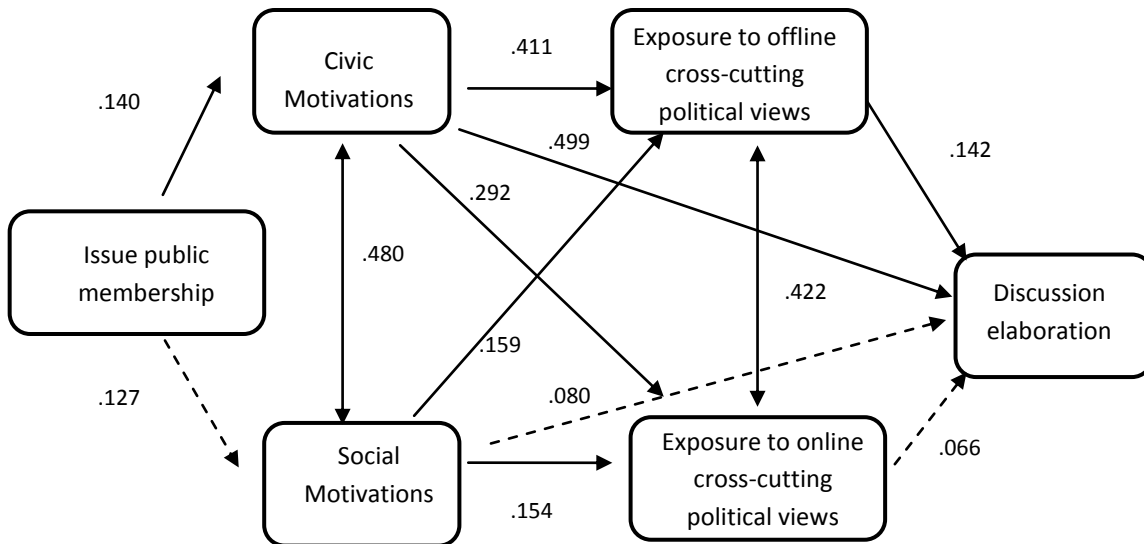 Civic
Motivations
Exposure to offline
cross-cutting
political views
.411
.140
.499
.142
.292
Issue public
membership
.480
.422
Discussion
elaboration
.159
.127
.080
Social
Motivations
Exposure to online
cross-cutting
political views
.066
.154